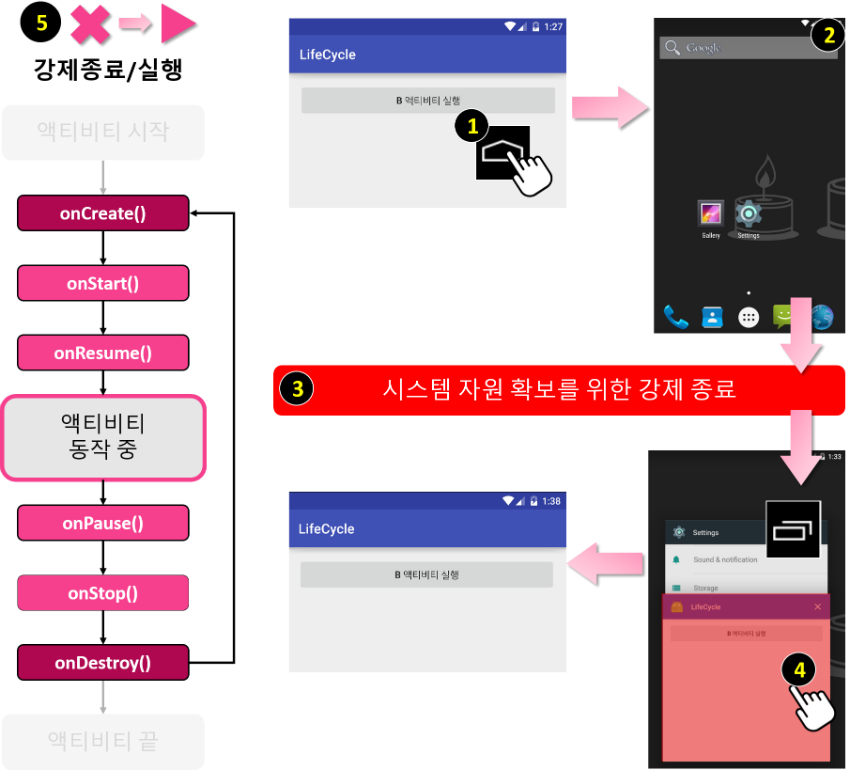 5
강제종료/실행
액티비티 시작
onCreate()
onStart()
onResume()
액티비티
동작 중
onPause()
onStop()
onDestroy()
액티비티 끝
1:27
LifeCycle
B 액티비티 실행
1
2
Google
Gallery
Settings
3
시스템 자원 확보를 위한 강제 종료
1:33
Settings
Sound & notification
Storage
LifeCycle
B 액티비티 실행
4
1:38
LifeCycle
B 액티비티 실행